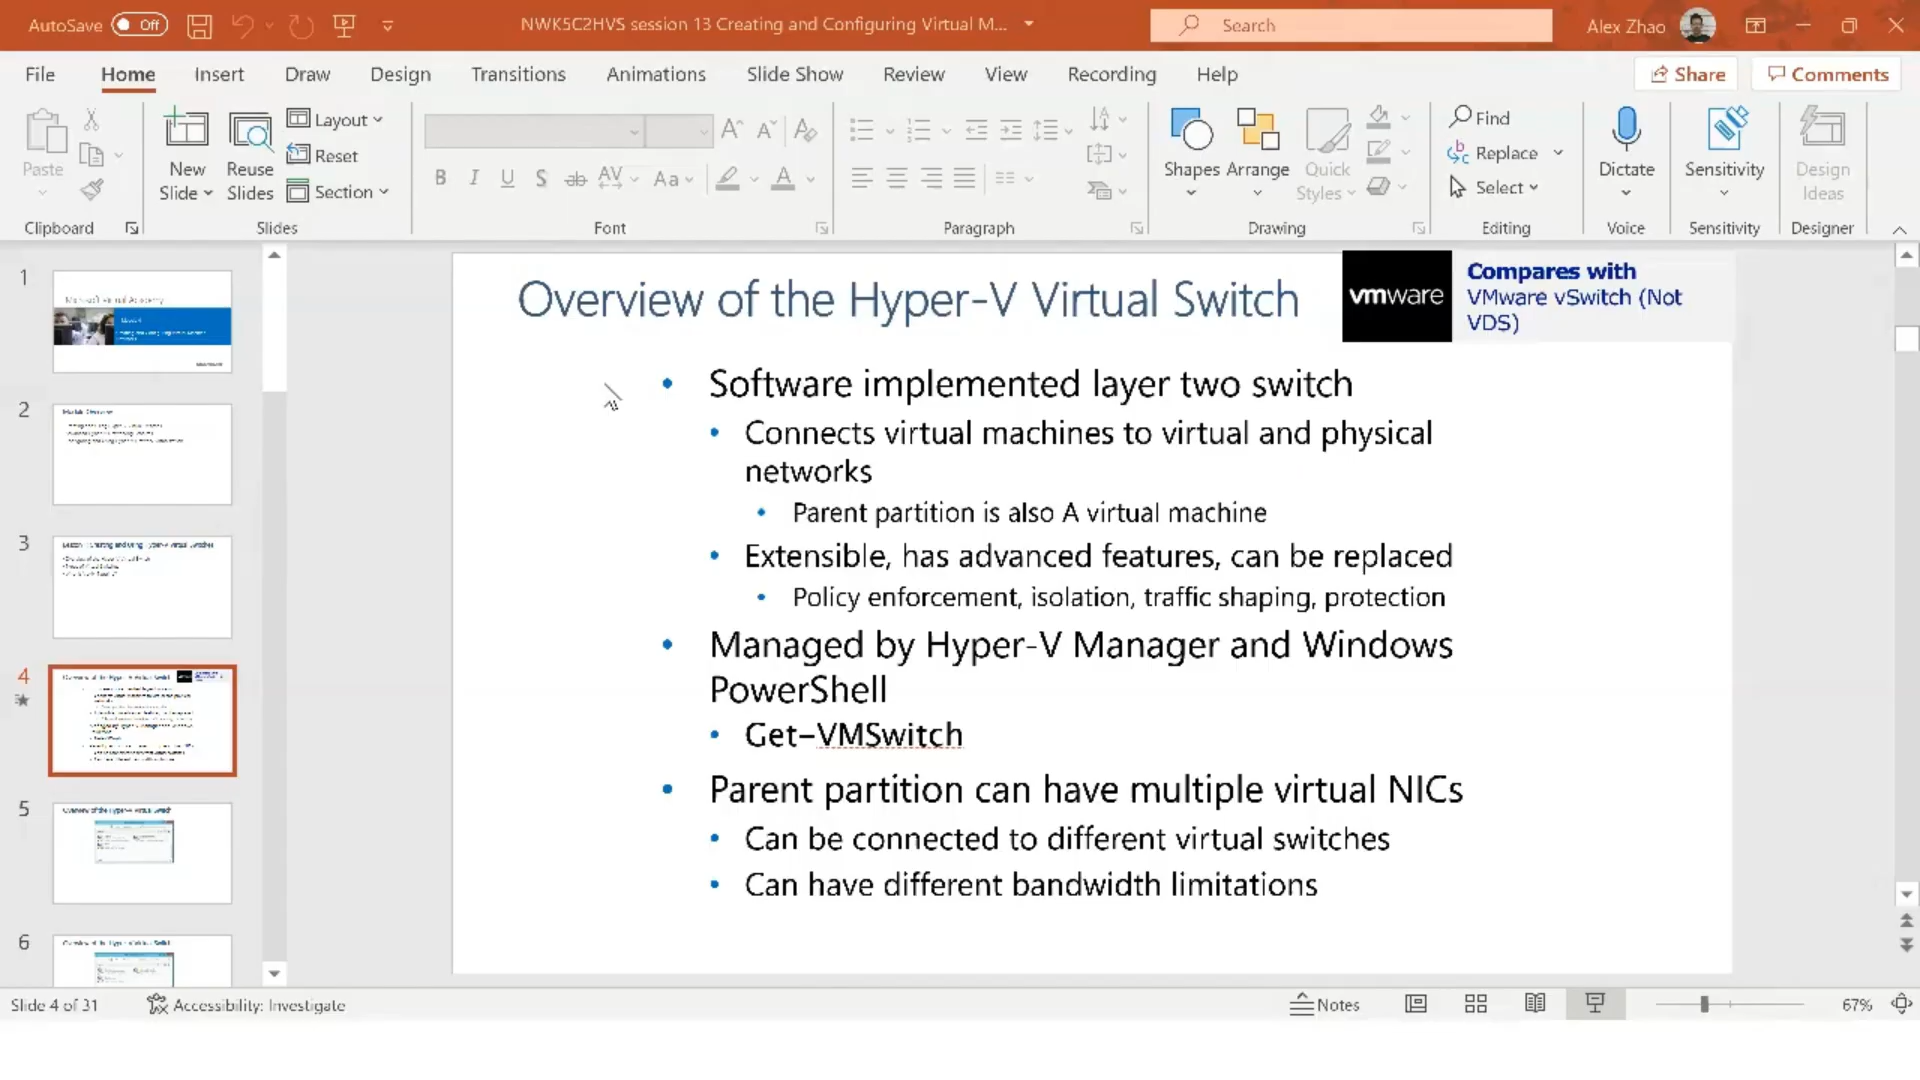 AutoSave Off
NWK5C2HVS session 13 Creating and Configuring Virtual M...
Search
Alex Zhao
File Home Insert Draw Design Transitions Animations Slide Show Review View Recording Help
Share Comments
Paste
New Slide
Reuse Slides
Layout
Reset
Section
Shapes
Arrange
Quick Styles
Find
Replace
Select
Dictate
Sensitivity
Design Ideas
Clipboard Slides Font Paragraph Drawing Editing Voice Sensitivity Designer
1
2
3
4
5
6
Overview of the Hyper-V Virtual Switch
vmware
Compares with
VMware vSwitch (Not
VDS)
• Software implemented layer two switch
• Connects virtual machines to virtual and physical
networks
• Parent partition is also A virtual machine
• Extensible, has advanced features, can be replaced
• Policy enforcement, isolation, traffic shaping, protection
• Managed by Hyper-V Manager and Windows
PowerShell
• Get-VMSwitch
• Parent partition can have multiple virtual NICs
• Can be connected to different virtual switches
• Can have different bandwidth limitations
Slide 4 of 31
Accessibility: Investigate
Notes
67%